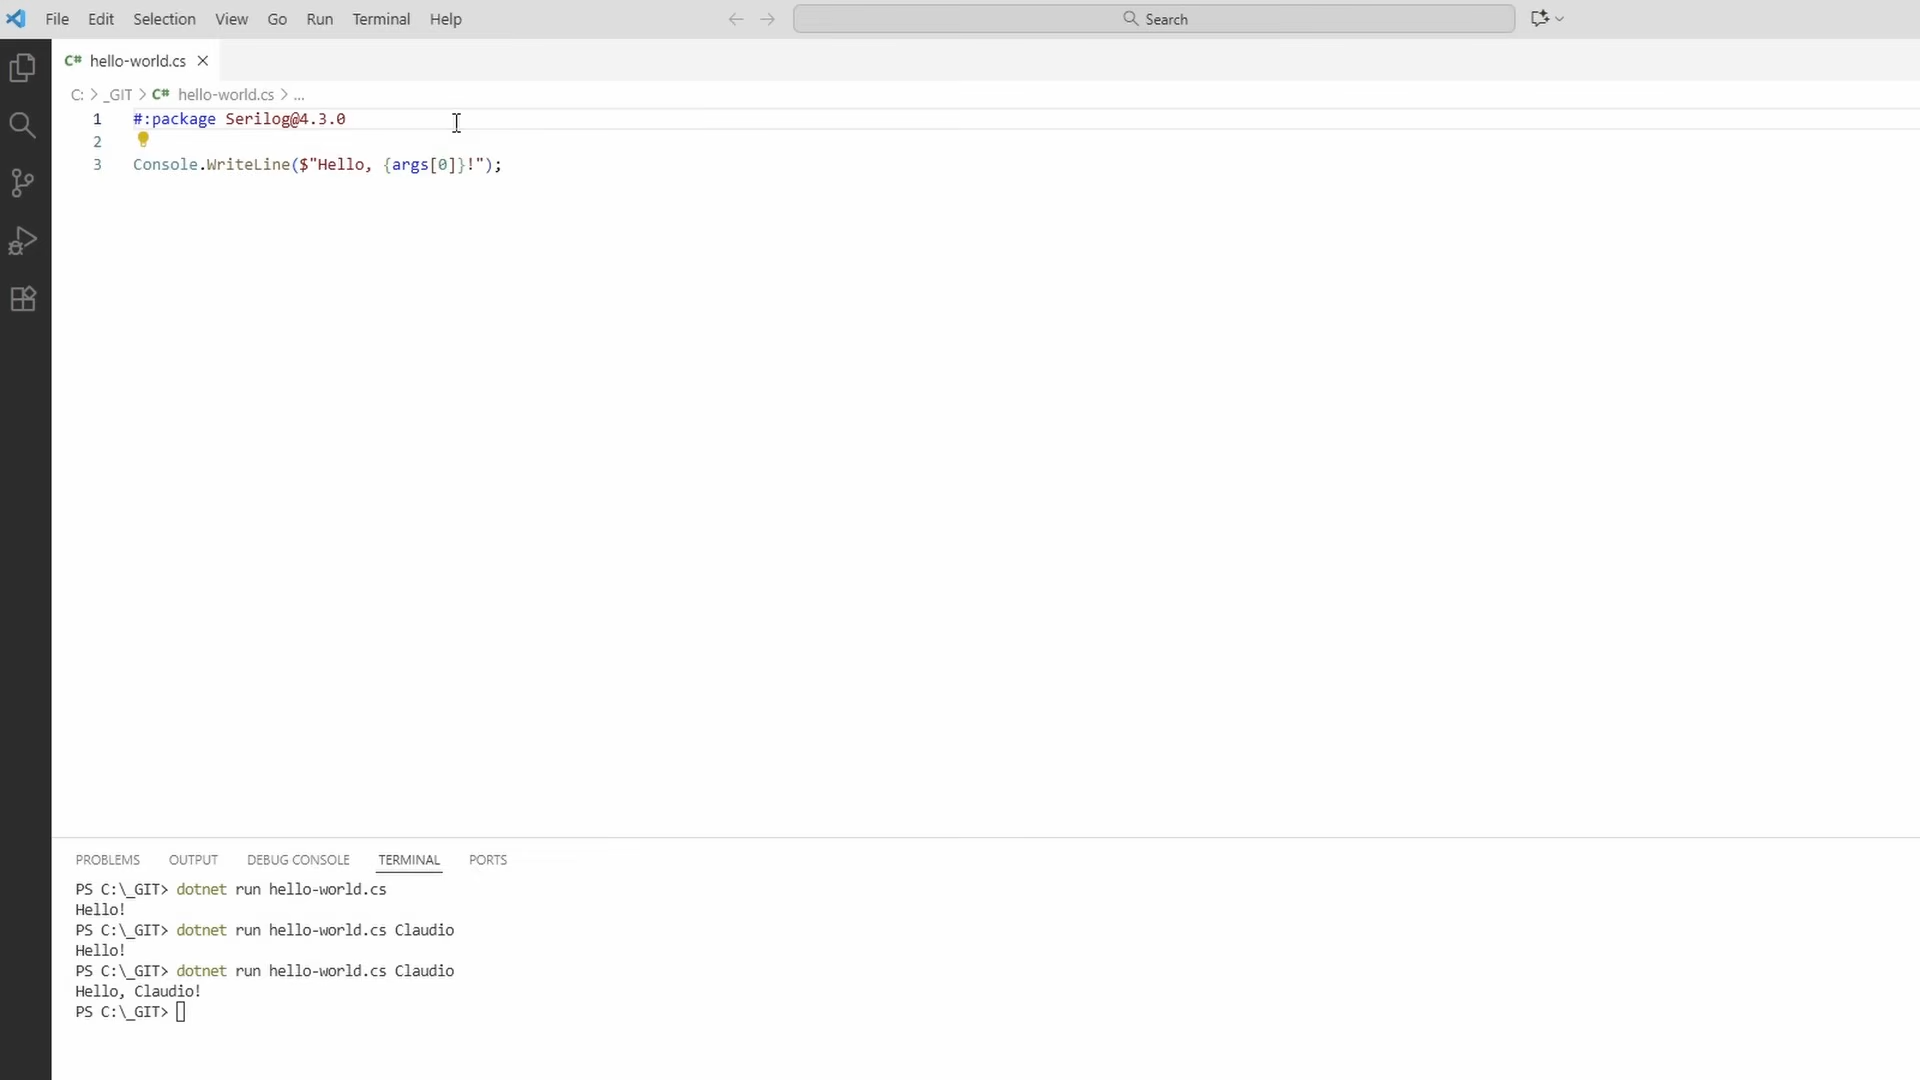 File Edit Selection View Go Run Terminal Help Search
C# hello-world.cs
C: > _GIT > C# hello-world.cs > ...
1 #:package Serilog@4.3.0
2
3 Console.WriteLine($"Hello, {args[0]}!");
PROBLEMS OUTPUT DEBUG CONSOLE TERMINAL PORTS
PS C:\_GIT> dotnet run hello-world.cs
Hello!
PS C:\_GIT> dotnet run hello-world.cs Claudio
Hello!
PS C:\_GIT> dotnet run hello-world.cs Claudio
Hello, Claudio!
PS C:\_GIT>